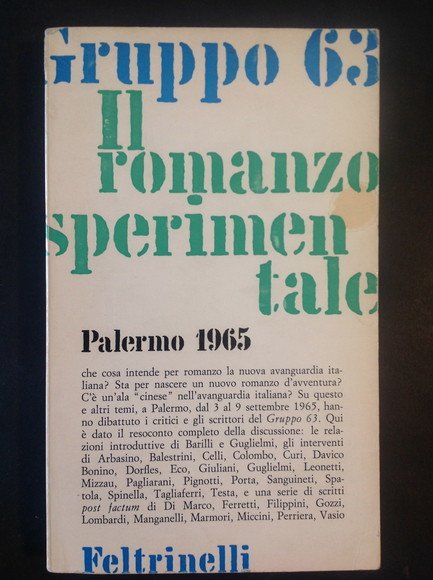 Gruppo 63
Il
romanzo
sperimen
tale
Palermo 1965
che cosa intende per romanzo la nuova avanguardia ita-
liana? Sta per nascere un nuovo romanzo d'avventura?
C'è un'ala "cinese" nell'avanguardia italiana? Su questo
e altri temi, a Palermo, dal 3 al 9 settembre 1965, han-
no dibattuto i critici e gli scrittori del Gruppo 63. Qui
è dato il resoconto completo della discussione: le rela-
zioni introduttive di Barilli e Guglielmi, gli interventi
di Arbasino, Balestrini, Celli, Colombo, Curi, Davico
Bonino, Dorfles, Eco, Giuliani, Guglielmi, Leonetti,
Mizzau, Pagliarani, Pignotti, Porta, Sanguineti, Spa-
tola, Spinella, Tagliaferri, Testa, e una serie di scritti
post factum di Di Marco, Ferretti, Filippini, Gozzi,
Lombardi, Manganelli, Marmori, Miccini, Perriera, Vasio
Feltrinelli